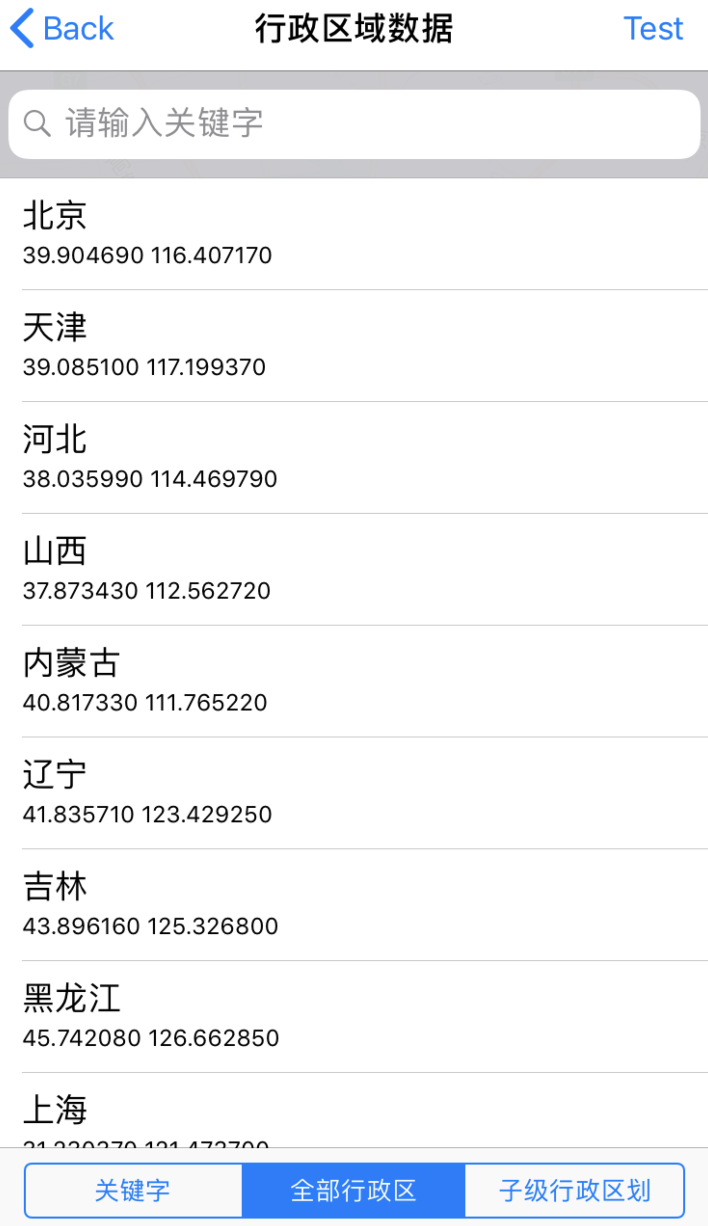 Back
行政区域数据
Test
请输入关键字
北京
39.904690 116.407170
天津
39.085100 117.199370
河北
38.035990 114.469790
山西
37.873430 112.562720
内蒙古
40.817330 111.765220
辽宁
41.835710 123.429250
吉林
43.896160 125.326800
黑龙江
45.742080 126.662850
上海
关键字
全部行政区
子级行政区划